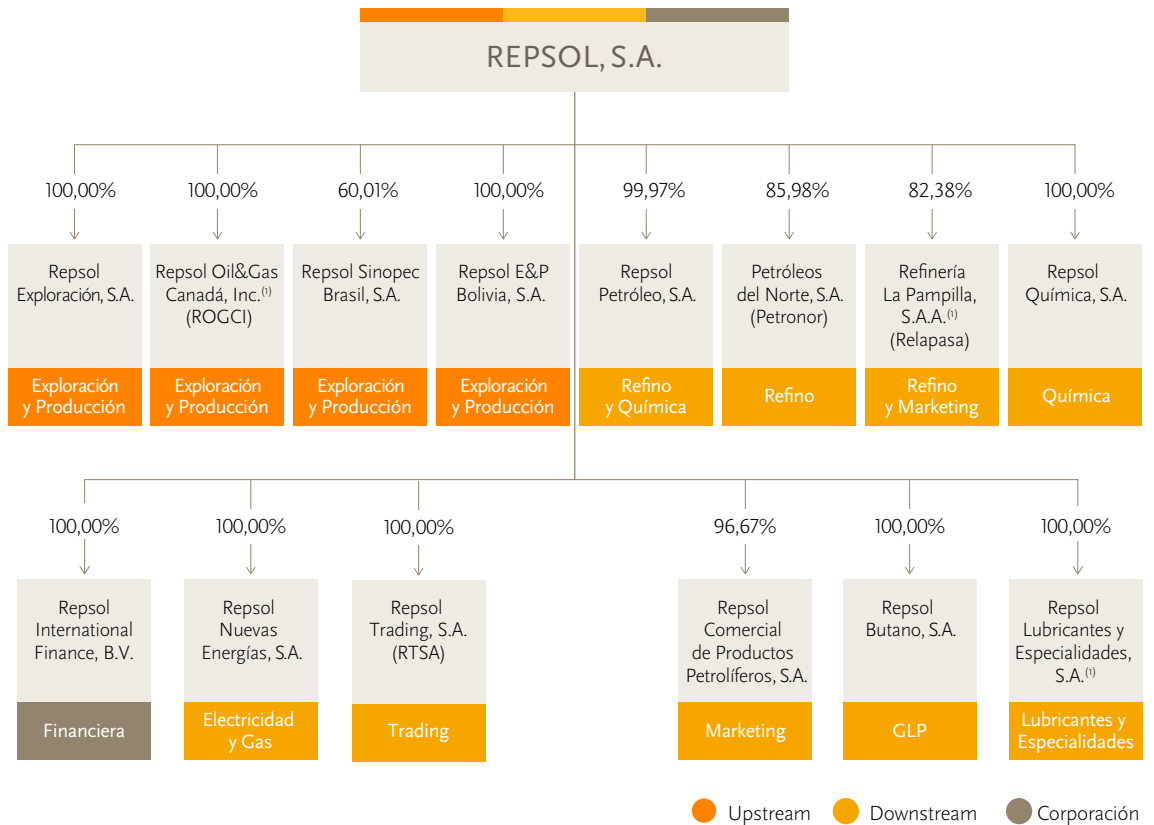 REPSOL, S.A.
100,00%
100,00%
60,01%
100,00%
99,97%
85,98%
82,38%
100,00%
Repsol
Exploración, S.A.
Exploración
y Producción
Repsol Oil&Gas
Canadá, Inc.(1)
(ROGCI)
Exploración
y Producción
Repsol Sinopec
Brasil, S.A.
Exploración
y Producción
Repsol E&P
Bolivia, S.A.
Exploración
y Producción
Repsol
Petróleo, S.A.
Refino
y Química
Petróleos
del Norte, S.A.
(Petronor)
Refino
Refinería
La Pampilla,
S.A.A.(1)
(Relapasa)
Refino
y Marketing
Repsol
Química, S.A.
Química
100,00%
100,00%
100,00%
96,67%
100,00%
100,00%
Repsol
International
Finance, B.V.
Financiera
Repsol
Nuevas
Energías, S.A.
Electricidad
y Gas
Repsol
Trading, S.A.
(RTSA)
Trading
Repsol
Comercial
de Productos
Petrolíferos, S.A.
Marketing
Repsol
Butano, S.A.
GLP
Repsol
Lubricantes y
Especialidades,
S.A.(1)
Lubricantes y
Especialidades
Upstream
Downstream
Corporación